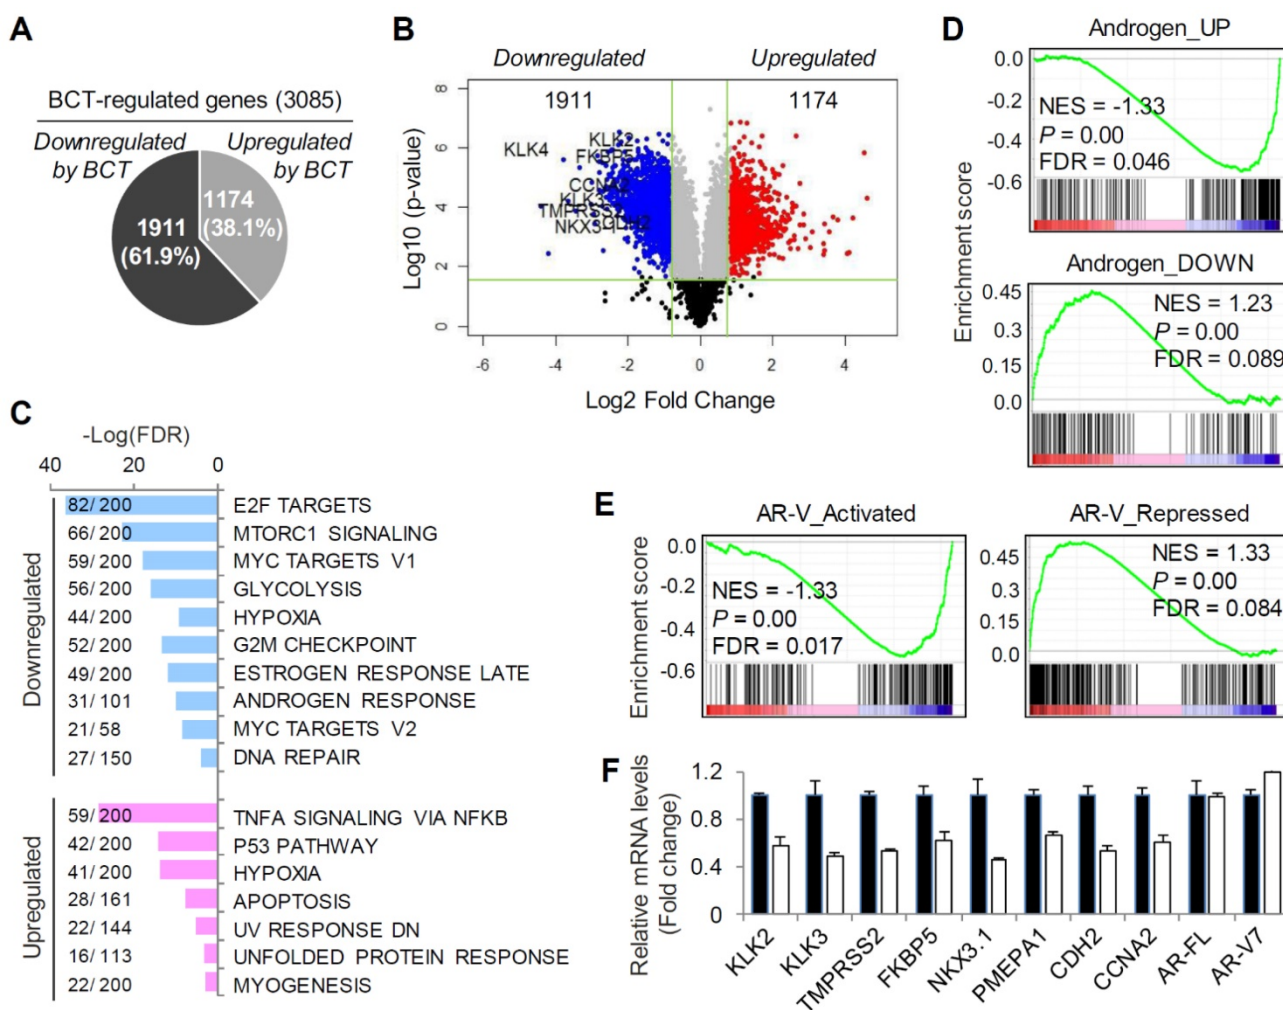 A
BCT-regulated genes (3085)
Downregulated
by BCT
Upregulated
by BCT
1174
(38.1%)
1911
(61.9%)
B
Downregulated
Upregulated
1911
1174
KLK4
KLK2
FKBP5
CCNA2
KLK3
TMPRSS2
CDH2
NKX3-1
Log10 (p-value)
8
6
4
2
0
-6
-4
-2
0
2
4
6
Log2 Fold Change
C
-Log(FDR)
40
20
0
Downregulated
82/ 200 E2F TARGETS
66/200 MTORC1 SIGNALING
59/ 200 MYC TARGETS V1
56/ 200 GLYCOLYSIS
44/ 200 HYPOXIA
52/ 200 G2M CHECKPOINT
49/ 200 ESTROGEN RESPONSE LATE
31/ 101 ANDROGEN RESPONSE
21/ 58 MYC TARGETS V2
27/ 150 DNA REPAIR
Upregulated
59/ 200 TNFA SIGNALING VIA NFKB
42/ 200 P53 PATHWAY
41/ 200 HYPOXIA
28/ 161 APOPTOSIS
22/ 144 UV RESPONSE DN
16/ 113 UNFOLDED PROTEIN RESPONSE
22/ 200 MYOGENESIS
D
Enrichment score
Androgen_UP
0.0
-0.2
-0.4
-0.6
NES = -1.33
P = 0.00
FDR = 0.046
Androgen_DOWN
0.45
0.3
0.15
0.0
NES = 1.23
P = 0.00
FDR = 0.089
E
Enrichment score
AR-V_Activated
0.0
-0.2
-0.4
-0.6
NES = -1.33
P = 0.00
FDR = 0.017
AR-V_Repressed
0.45
0.3
0.15
0.0
NES = 1.33
P = 0.00
FDR = 0.084
F
Relative mRNA levels
(Fold change)
1.2
0.8
0.4
0
KLK2
KLK3
TMPRSS2
FKBP5
NKX3.1
PMEPA1
CDH2
CCNA2
AR-FL
AR-V7